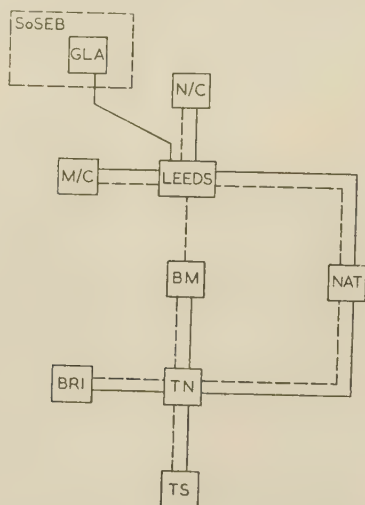 SoSEB
GLA
N/C
M/C
LEEDS
BM
NAT
BRI
TN
TS